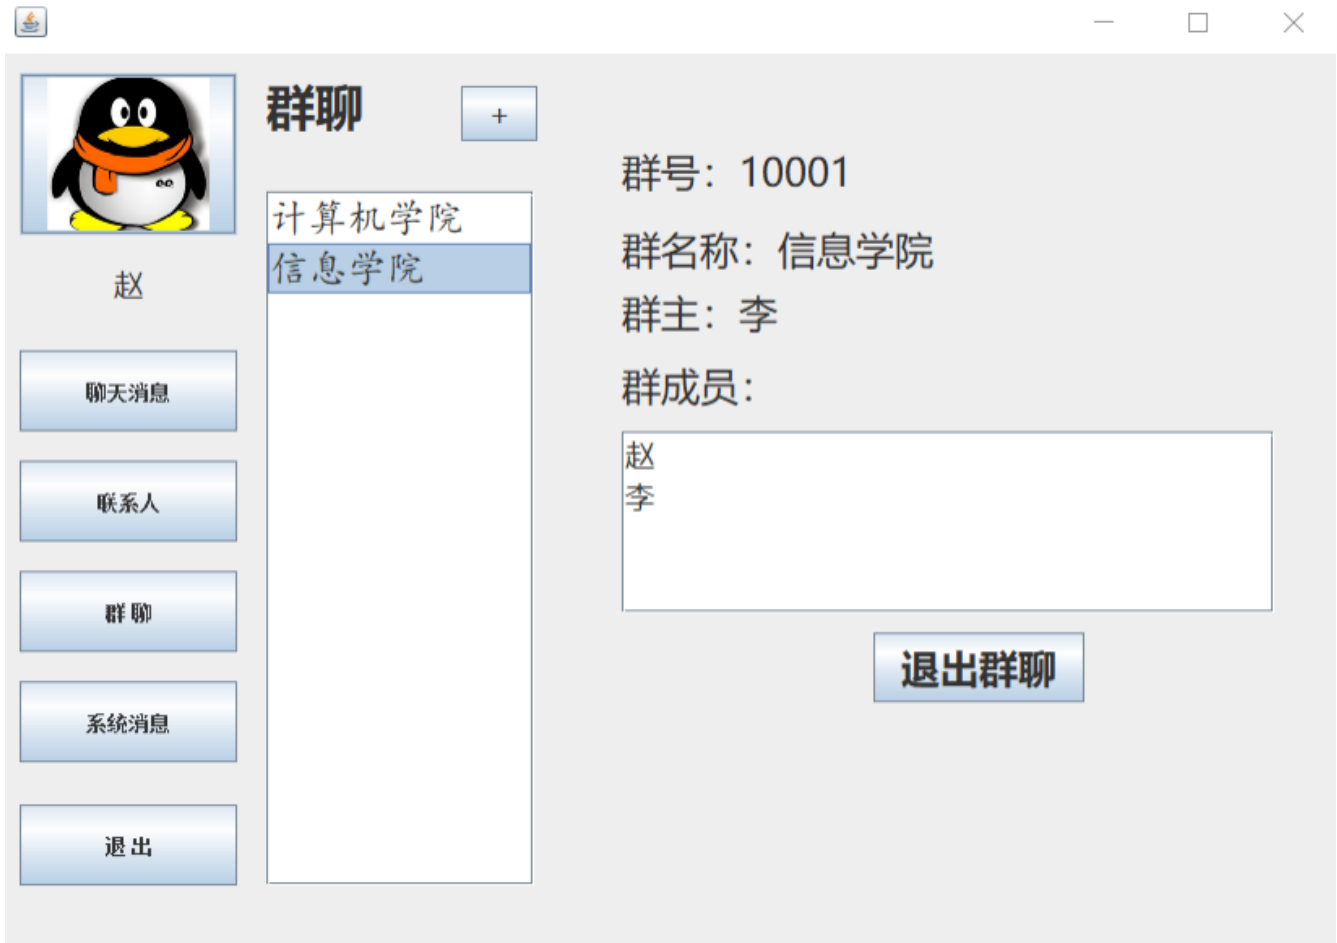 赵
聊天消息
联系人
群 聊
系统消息
退 出
群聊
+
计算机学院
信息学院
群号：10001
群名称：信息学院
群主：李
群成员：
赵
李
退出群聊